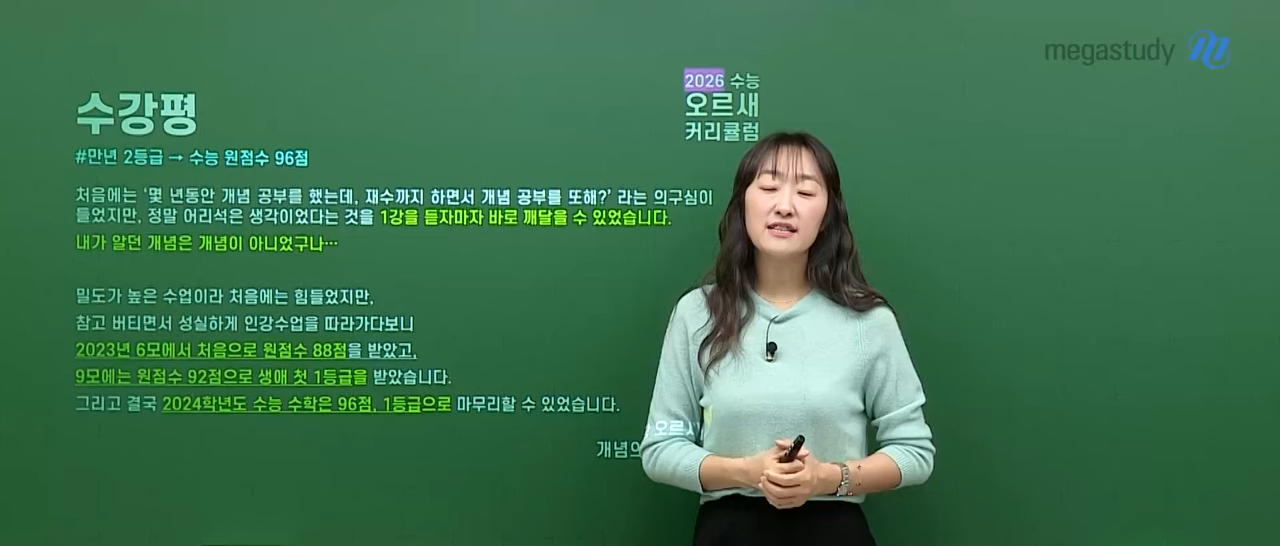 megastudy
2026 수능
오르새
커리큘럼
수강평
#만년 2등급 → 수능 원점수 96점
처음에는 ‘몇 년동안 개념 공부를 했는데, 재수까지 하면서 개념 공부를 또해?’ 라는 의구심이
들었지만, 정말 어리석은 생각이었다는 것을 1강을 듣자마자 바로 깨달을 수 있었습니다.
내가 알던 개념은 개념이 아니었구나…
밀도가 높은 수업이라 처음에는 힘들었지만,
참고 버티면서 성실하게 인강수업을 따라가다보니
2023년 6모에서 처음으로 원점수 88점을 받았고,
9모에는 원점수 92점으로 생애 첫 1등급을 받았습니다.
그리고 결국 2024학년도 수능 수학은 96점, 1등급으로 마무리할 수 있었습니다.
오르새
개념의